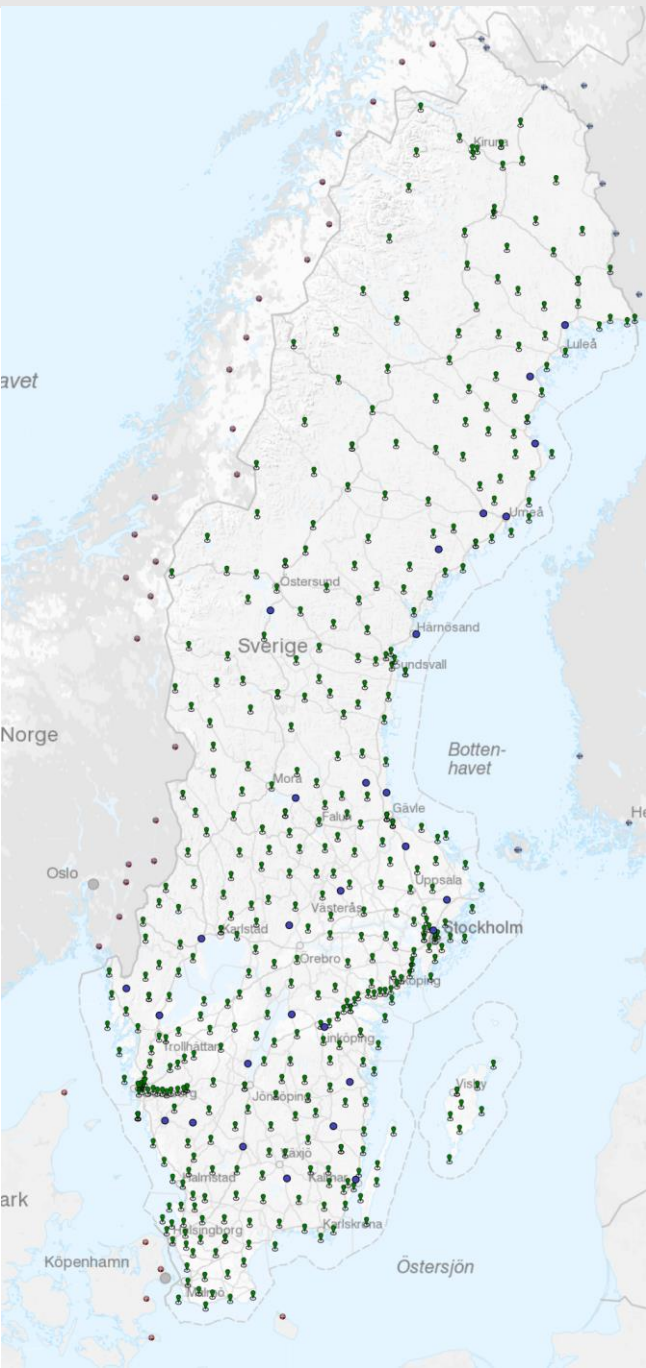 Kiruna
Luleå
avet
Umeå
Östersund
Härnösand
Sverige
Sundsvall
Norge
Botten-
havet
Mora
Gävle
Falun
He
Oslo
Uppsala
Västerås
Karlstad
Stockholm
Örebro
Linköping
Trollhättan
Visby
Jönköping
Växjö
ark
Halmstad
Kalmar
Karlskrona
Helsingborg
Köpenhamn
Östersjön
Malmö